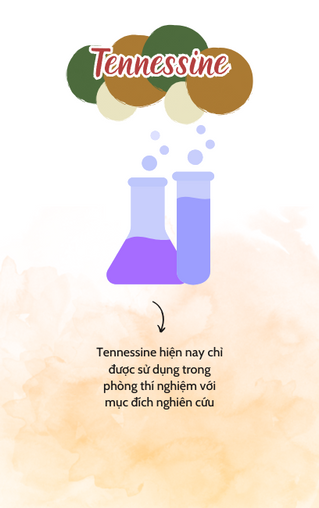 Tennessine
Tennessine hiện nay chỉ
được sử dụng trong
phòng thí nghiệm với
mục đích nghiên cứu